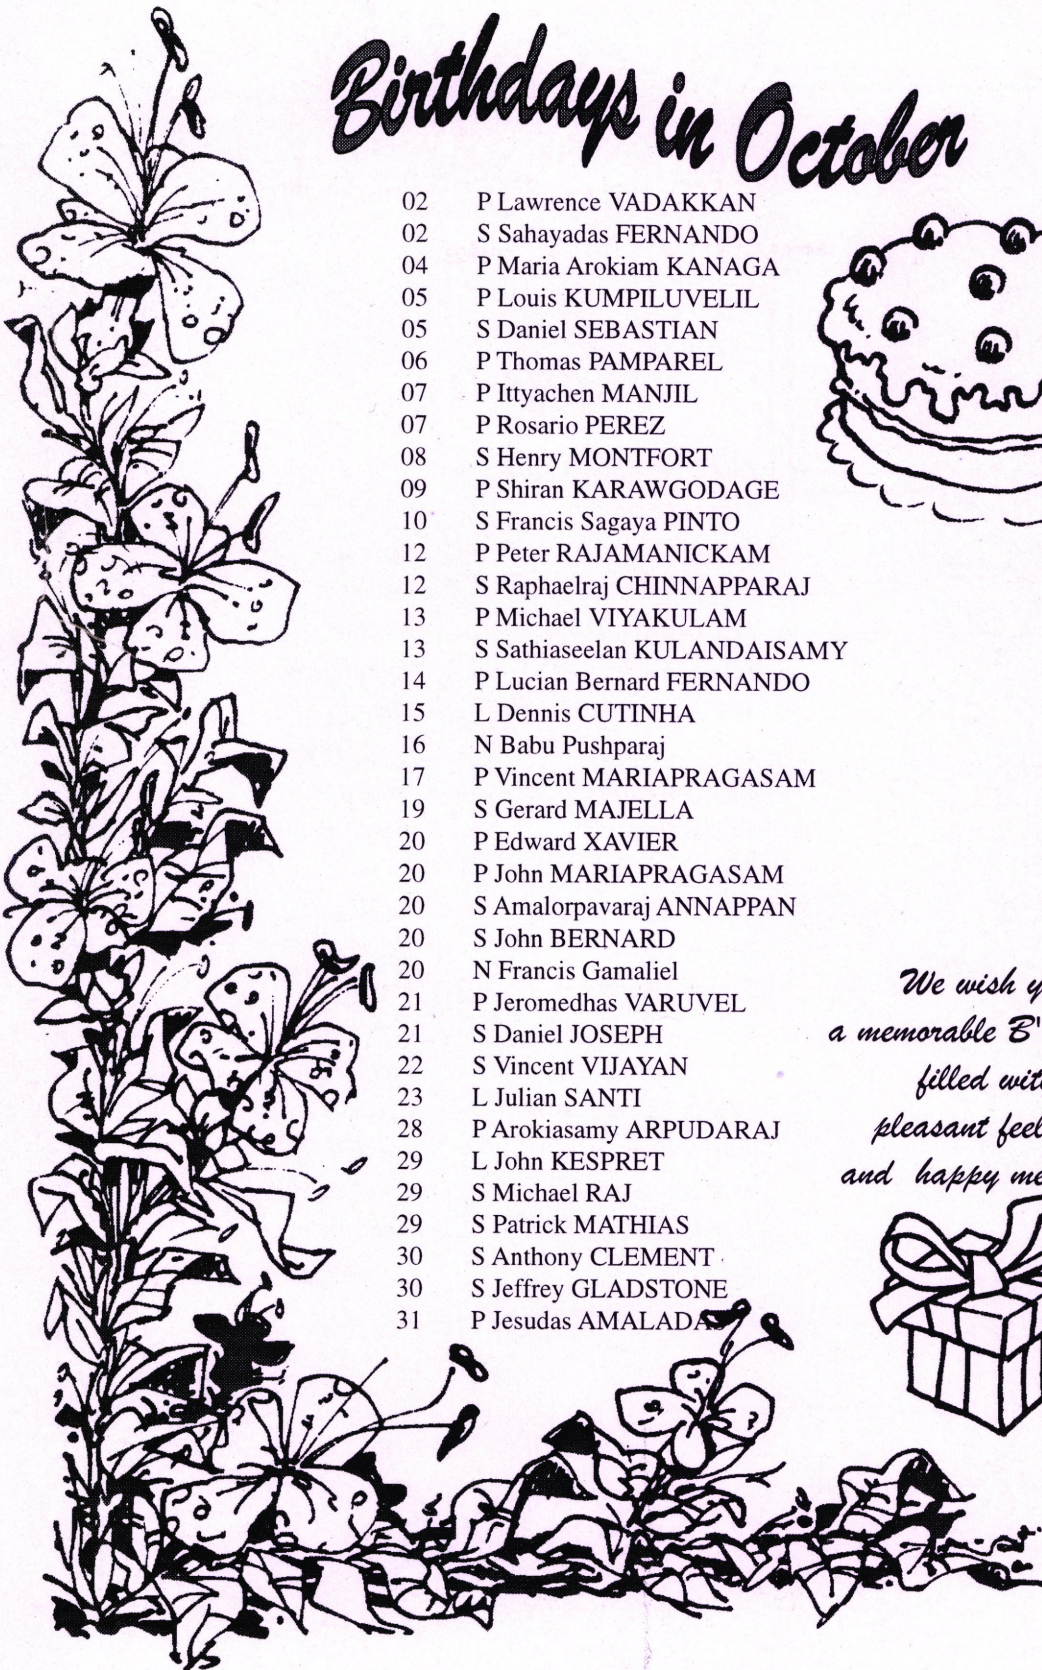 Birthdays in October
02 P Lawrence VADAKKAN
02 S Sahayadas FERNANDO
04 P Maria Arokiam KANAGA
05 P Louis KUMPILUVELIL
05 S Daniel SEBASTIAN
06 P Thomas PAMPAREL
07 P Ittyachen MANJIL
07 P Rosario PEREZ
08 S Henry MONTFORT
09 P Shiran KARAWGODAGE
10 S Francis Sagaya PINTO
12 P Peter RAJAMANICKAM
12 S Raphaelraj CHINNAPPARAJ
13 P Michael VIYAKULAM
13 S Sathiaseelan KULANDAISAMY
14 P Lucian Bernard FERNANDO
15 L Dennis CUTINHA
16 N Babu Pushparaj
17 P Vincent MARIAPRAGASAM
19 S Gerard MAJELLA
20 P Edward XAVIER
20 P John MARIAPRAGASAM
20 S Amalorpavaraj ANNAPPAN
20 S John BERNARD
20 N Francis Gamaliel
21 P Jeromedhas VARUVEL
21 S Daniel JOSEPH
22 S Vincent VIJAYAN
23 L Julian SANTI
28 P Arokiasamy ARPUDARAJ
29 L John KESPRET
29 S Michael RAJ
29 S Patrick MATHIAS
30 S Anthony CLEMENT
30 S Jeffrey GLADSTONE
31 P Jesudas AMALADAS
We wish
a memorable
filled
pleasant
and happy